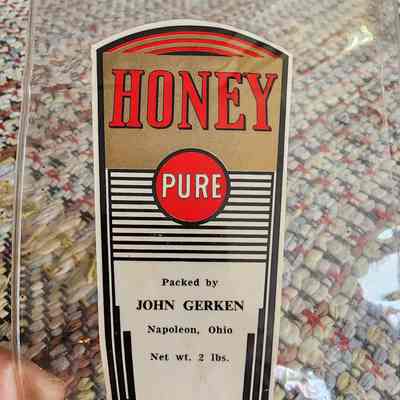 HONEY
PURE
Packed by
JOHN GERKEN
Napoleon, Ohio
Net wt. 2 lbs.